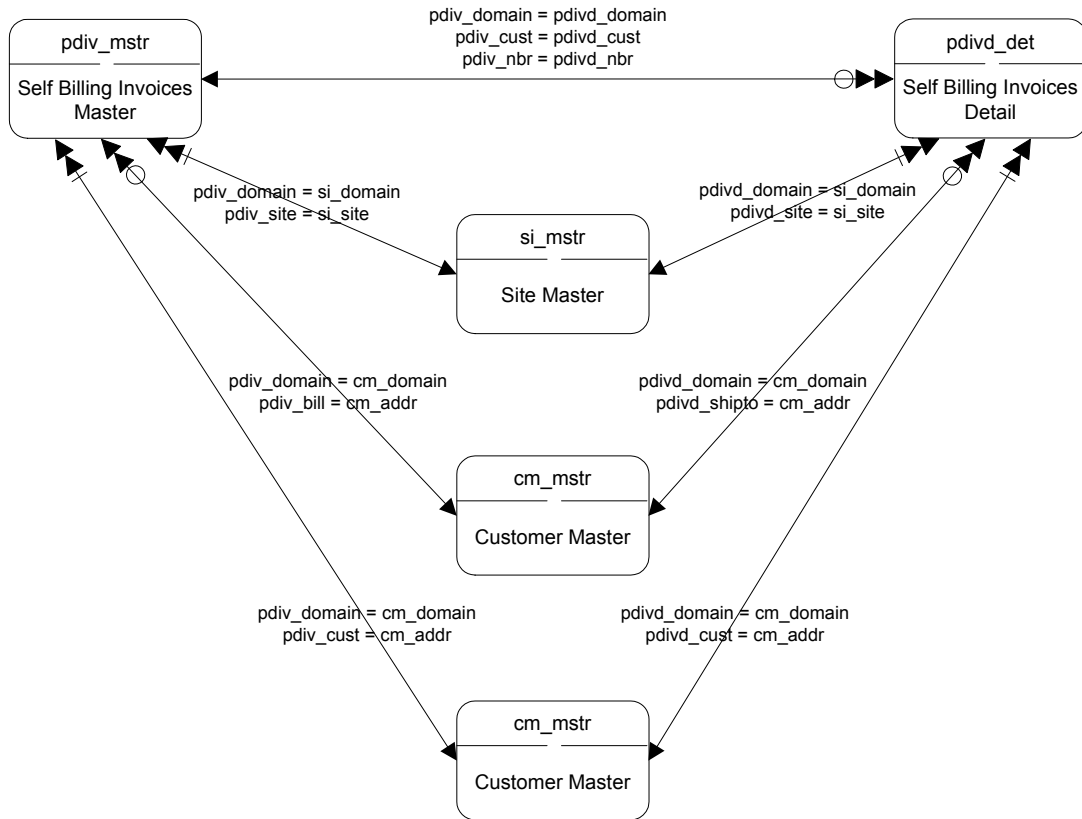 pdiv_domain = pdivd_domain
pdiv_cust = pdivd_cust
pdiv_nbr = pdivd_nbr
pdiv_mstr
Self Billing Invoices
Master
pdivd_det
Self Billing Invoices
Detail
pdiv_domain = si_domain
pdiv_site = si_site
pdivd_domain = si_domain
pdivd_site = si_site
si_mstr
Site Master
pdiv_domain = cm_domain
pdiv_bill = cm_addr
pdivd_domain = cm_domain
pdivd_shipto = cm_addr
cm_mstr
Customer Master
pdiv_domain = cm_domain
pdiv_cust = cm_addr
pdivd_domain = cm_domain
pdivd_cust = cm_addr
cm_mstr
Customer Master